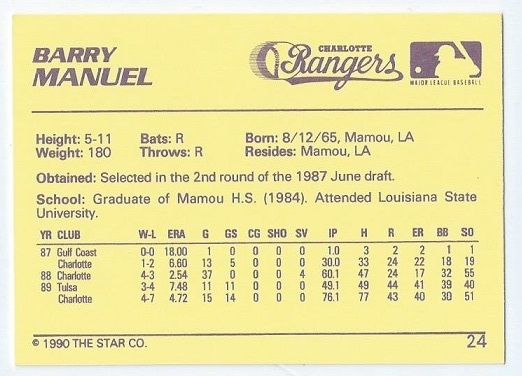 BARRY
MANUEL
CHARLOTTE
Rangers
MAJOR LEAGUE BASEBALL
Height: 5-11 Bats: R Born: 8/12/65, Mamou, LA
Weight: 180 Throws: R Resides: Mamou, LA
Obtained: Selected in the 2nd round of the 1987 June draft.
School: Graduate of Mamou H.S. (1984). Attended Louisiana State
University.
YR CLUB W-L ERA G GS CG SHO SV IP H R ER BB SO
87 Gulf Coast 0-0 18.00 1 0 0 0 0 1.0 3 2 2 1 1
Charlotte 1-2 6.60 13 5 0 0 0 30.0 33 24 22 18 19
88 Charlotte 4-3 2.54 37 0 0 0 4 60.1 47 24 17 32 55
89 Tulsa 3-4 7.48 11 11 0 0 0 49.1 49 44 41 39 40
Charlotte 4-7 4.72 15 14 0 0 0 76.1 77 43 40 30 51
© 1990 THE STAR CO. 24